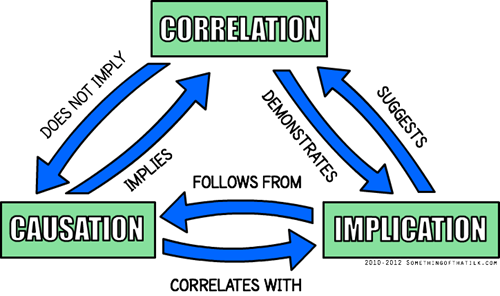 CORRELATION
DOES NOT IMPLY
IMPLIES
DEMONSTRATES
SUGGESTS
FOLLOWS FROM
CAUSATION
IMPLICATION
CORRELATES WITH
2010-2012 SOMETHINGOFTHATILK.COM